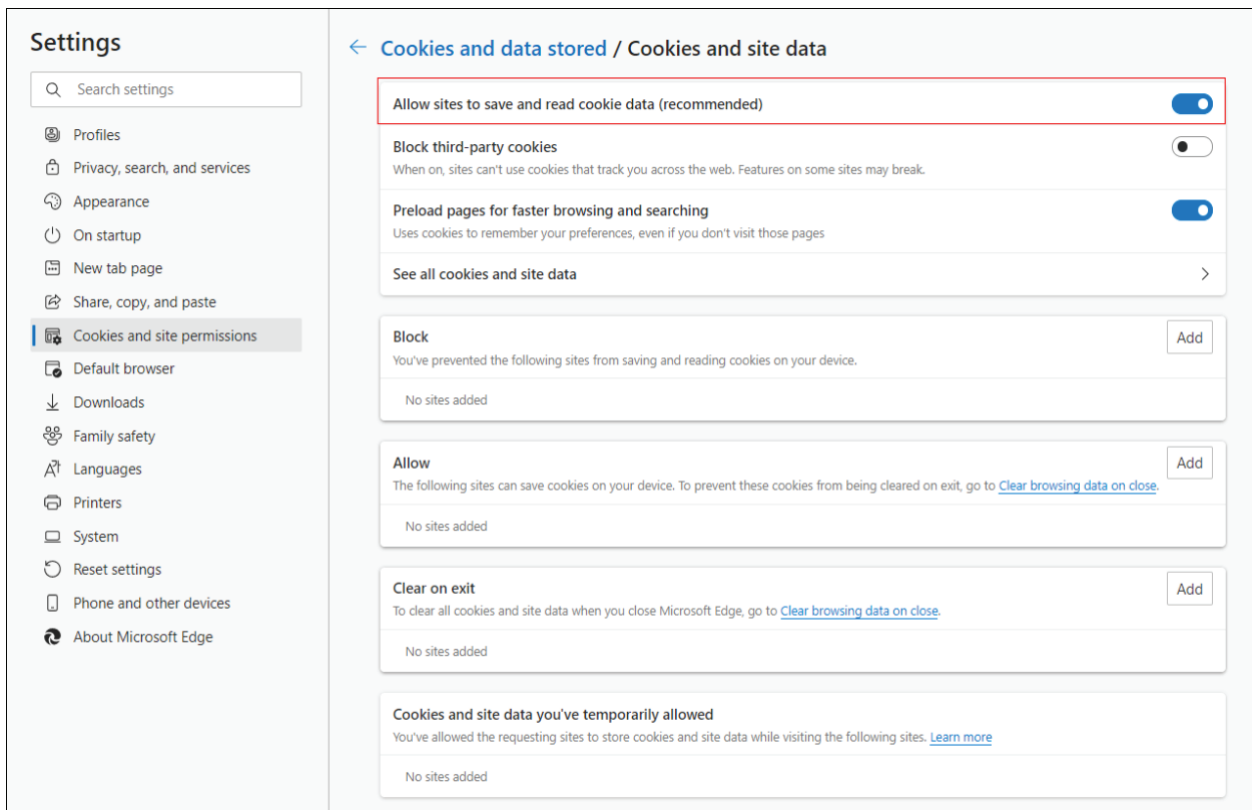 Settings
Search settings
Profiles
Privacy, search, and services
Appearance
On startup
New tab page
Share, copy, and paste
Cookies and site permissions
Default browser
Downloads
Family safety
Languages
Printers
System
Reset settings
Phone and other devices
About Microsoft Edge
Cookies and data stored / Cookies and site data
Allow sites to save and read cookie data (recommended)
Block third-party cookies
When on, sites can't use cookies that track you across the web. Features on some sites may break.
Preload pages for faster browsing and searching
Uses cookies to remember your preferences, even if you don't visit those pages
See all cookies and site data
Block
Add
You've prevented the following sites from saving and reading cookies on your device.
No sites added
Allow
Add
The following sites can save cookies on your device. To prevent these cookies from being cleared on exit, go to Clear browsing data on close.
No sites added
Clear on exit
Add
To clear all cookies and site data when you close Microsoft Edge, go to Clear browsing data on close.
No sites added
Cookies and site data you've temporarily allowed
You've allowed the requesting sites to store cookies and site data while visiting the following sites. Learn more
No sites added